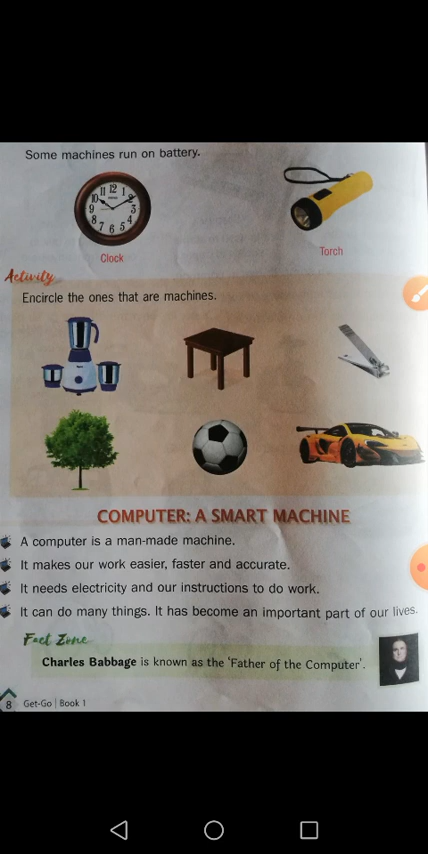 Some machines run on battery.
Clock
Torch
Activity
Encircle the ones that are machines.
COMPUTER: A SMART MACHINE
A computer is a man-made machine.
It makes our work easier, faster and accurate.
It needs electricity and our instructions to do work.
It can do many things. It has become an important part of our lives.
Fact Zone
Charles Babbage is known as the 'Father of the Computer'.
8 Get-Go | Book 1